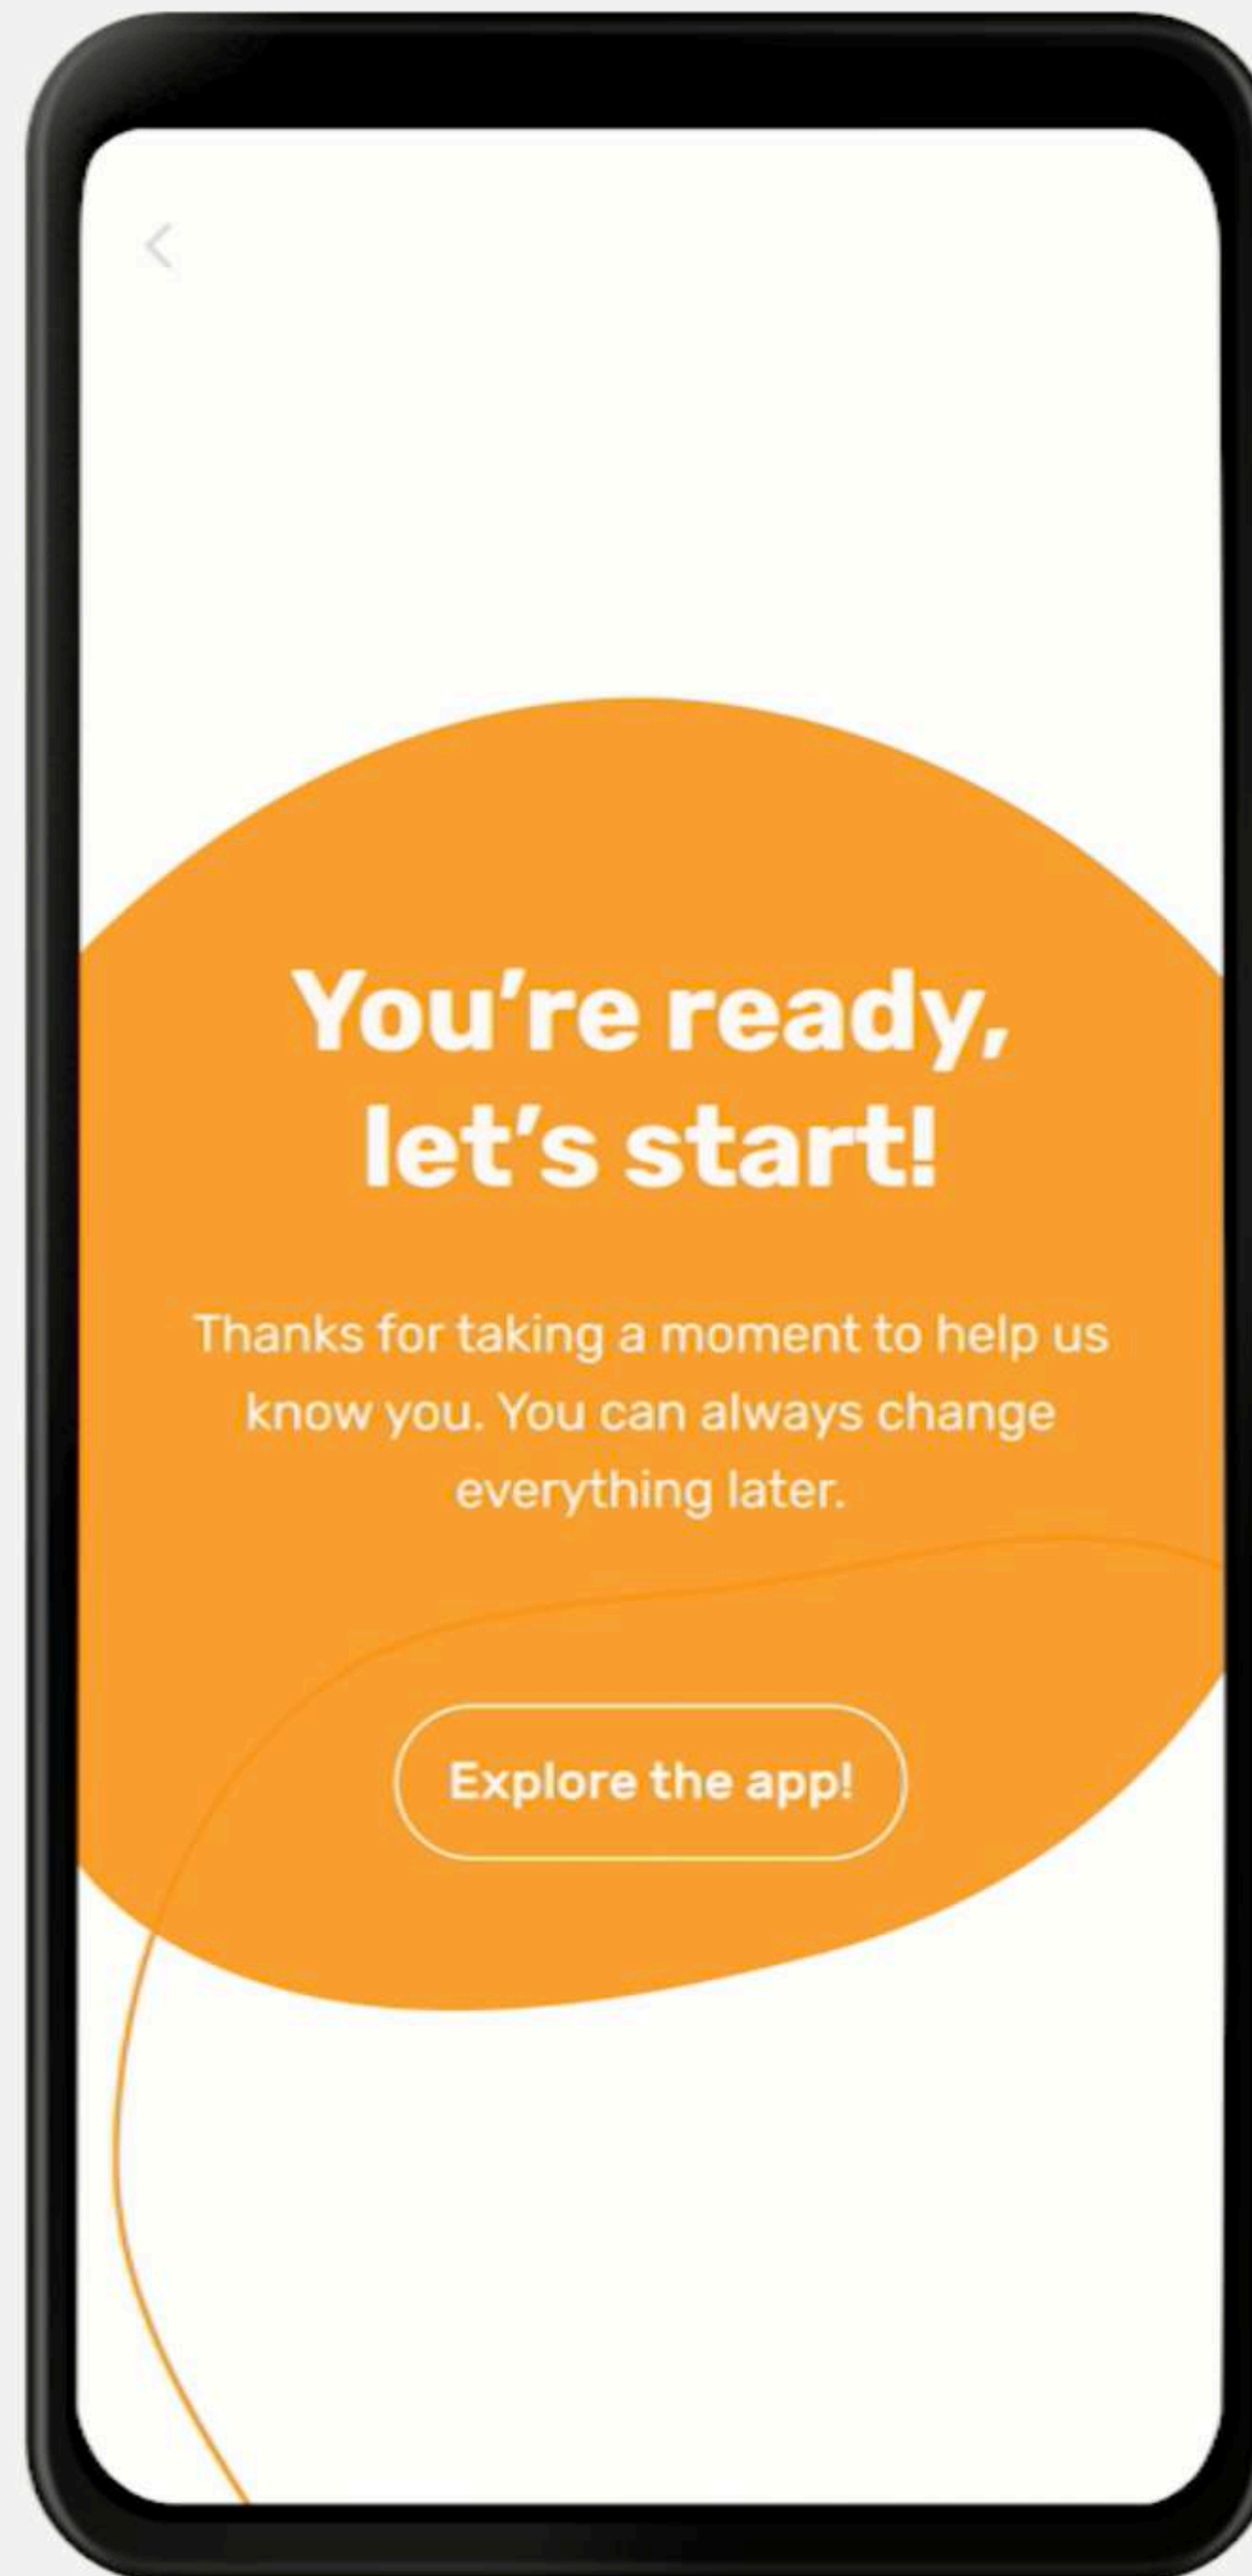 You’re ready,
let’s start!
Thanks for taking a moment to help us
know you. You can always change
everything later.
Explore the app!